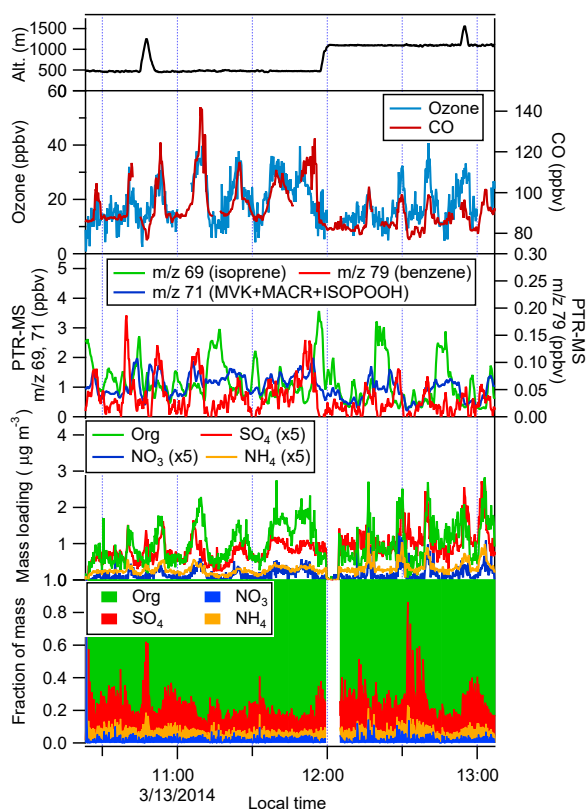 Alt. (m)
1500
1000
500
60
40
20
0
Ozone (ppbv)
Ozone
CO
140
120
100
80
CO (ppbv)
5
4
3
2
1
0
PTR-MS
m/z 69, 71 (ppbv)
m/z 69 (isoprene)
m/z 79 (benzene)
m/z 71 (MVK+MACR+ISOPOOH)
0.30
0.25
0.20
0.15
0.10
0.05
0.00
PTR-MS
m/z 79 (ppbv)
4
3
2
1
Mass loading ( µg m⁻³)
Org
SO₄ (x5)
NO₃ (x5)
NH₄ (x5)
1.0
0.8
0.6
0.4
0.2
0.0
Fraction of mass
Org
NO₃
SO₄
NH₄
11:00
12:00
13:00
3/13/2014
Local time